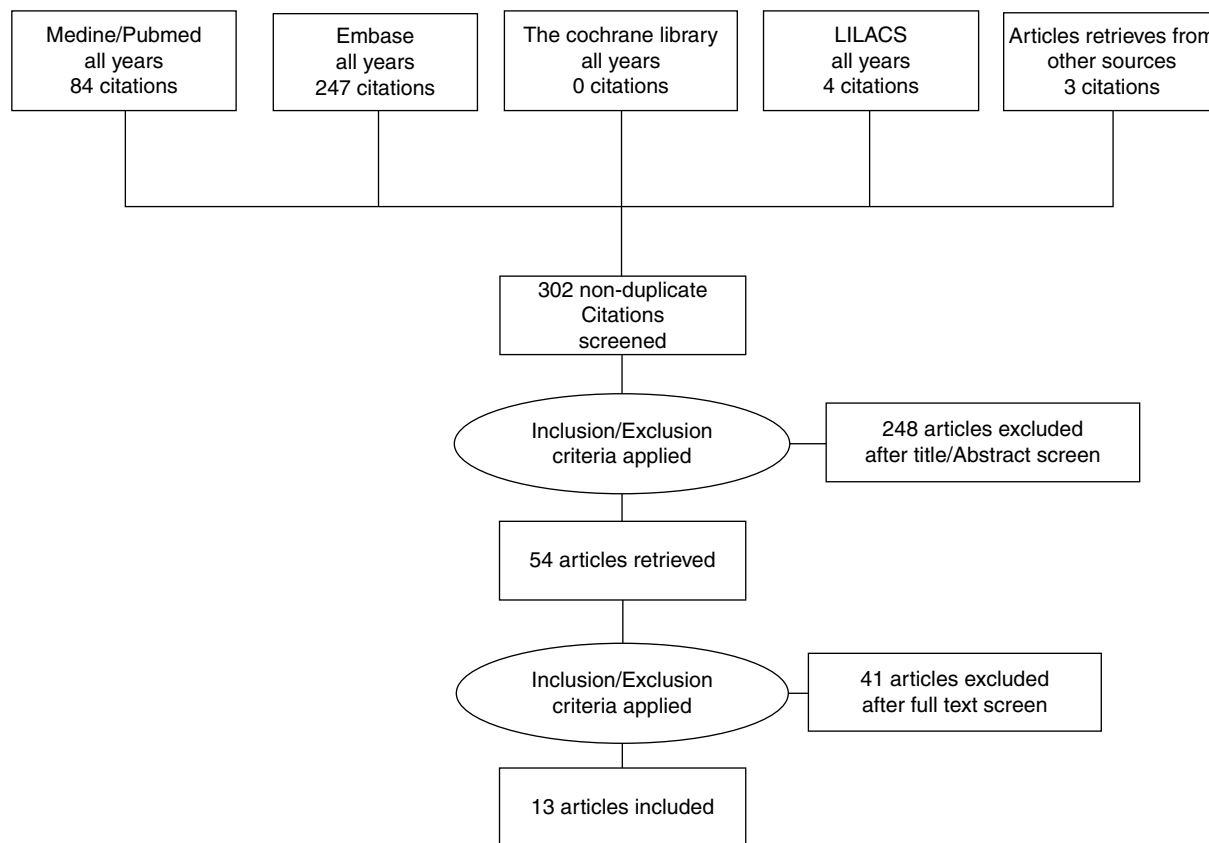 Medine/Pubmed
all years
84 citations
Embase
all years
247 citations
The cochrane library
all years
0 citations
LILACS
all years
4 citations
Articles retrieves from
other sources
3 citations
302 non-duplicate
Citations
screened
Inclusion/Exclusion
criteria applied
248 articles excluded
after title/Abstract screen
54 articles retrieved
Inclusion/Exclusion
criteria applied
41 articles excluded
after full text screen
13 articles included